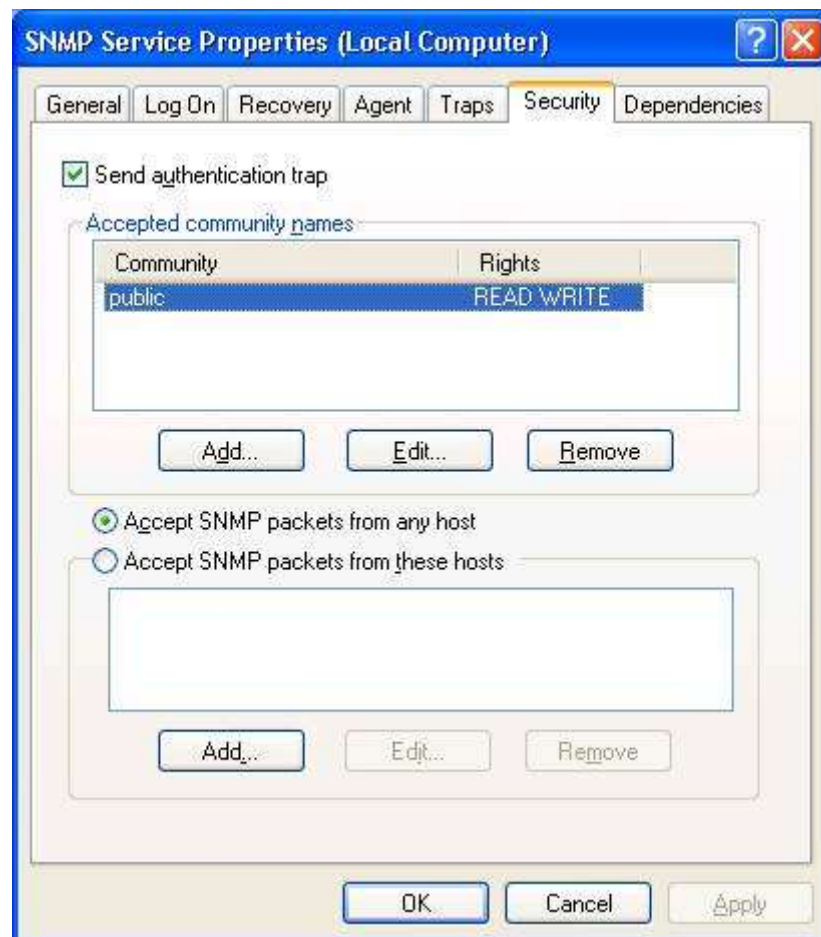 SNMP Service Properties (Local Computer)
General Log On Recovery Agent Traps Security Dependencies
Send authentication trap
Accepted community names
Community Rights
public READ WRITE
Add... Edit... Remove
Accept SNMP packets from any host
Accept SNMP packets from these hosts
Add... Edit... Remove
OK Cancel Apply